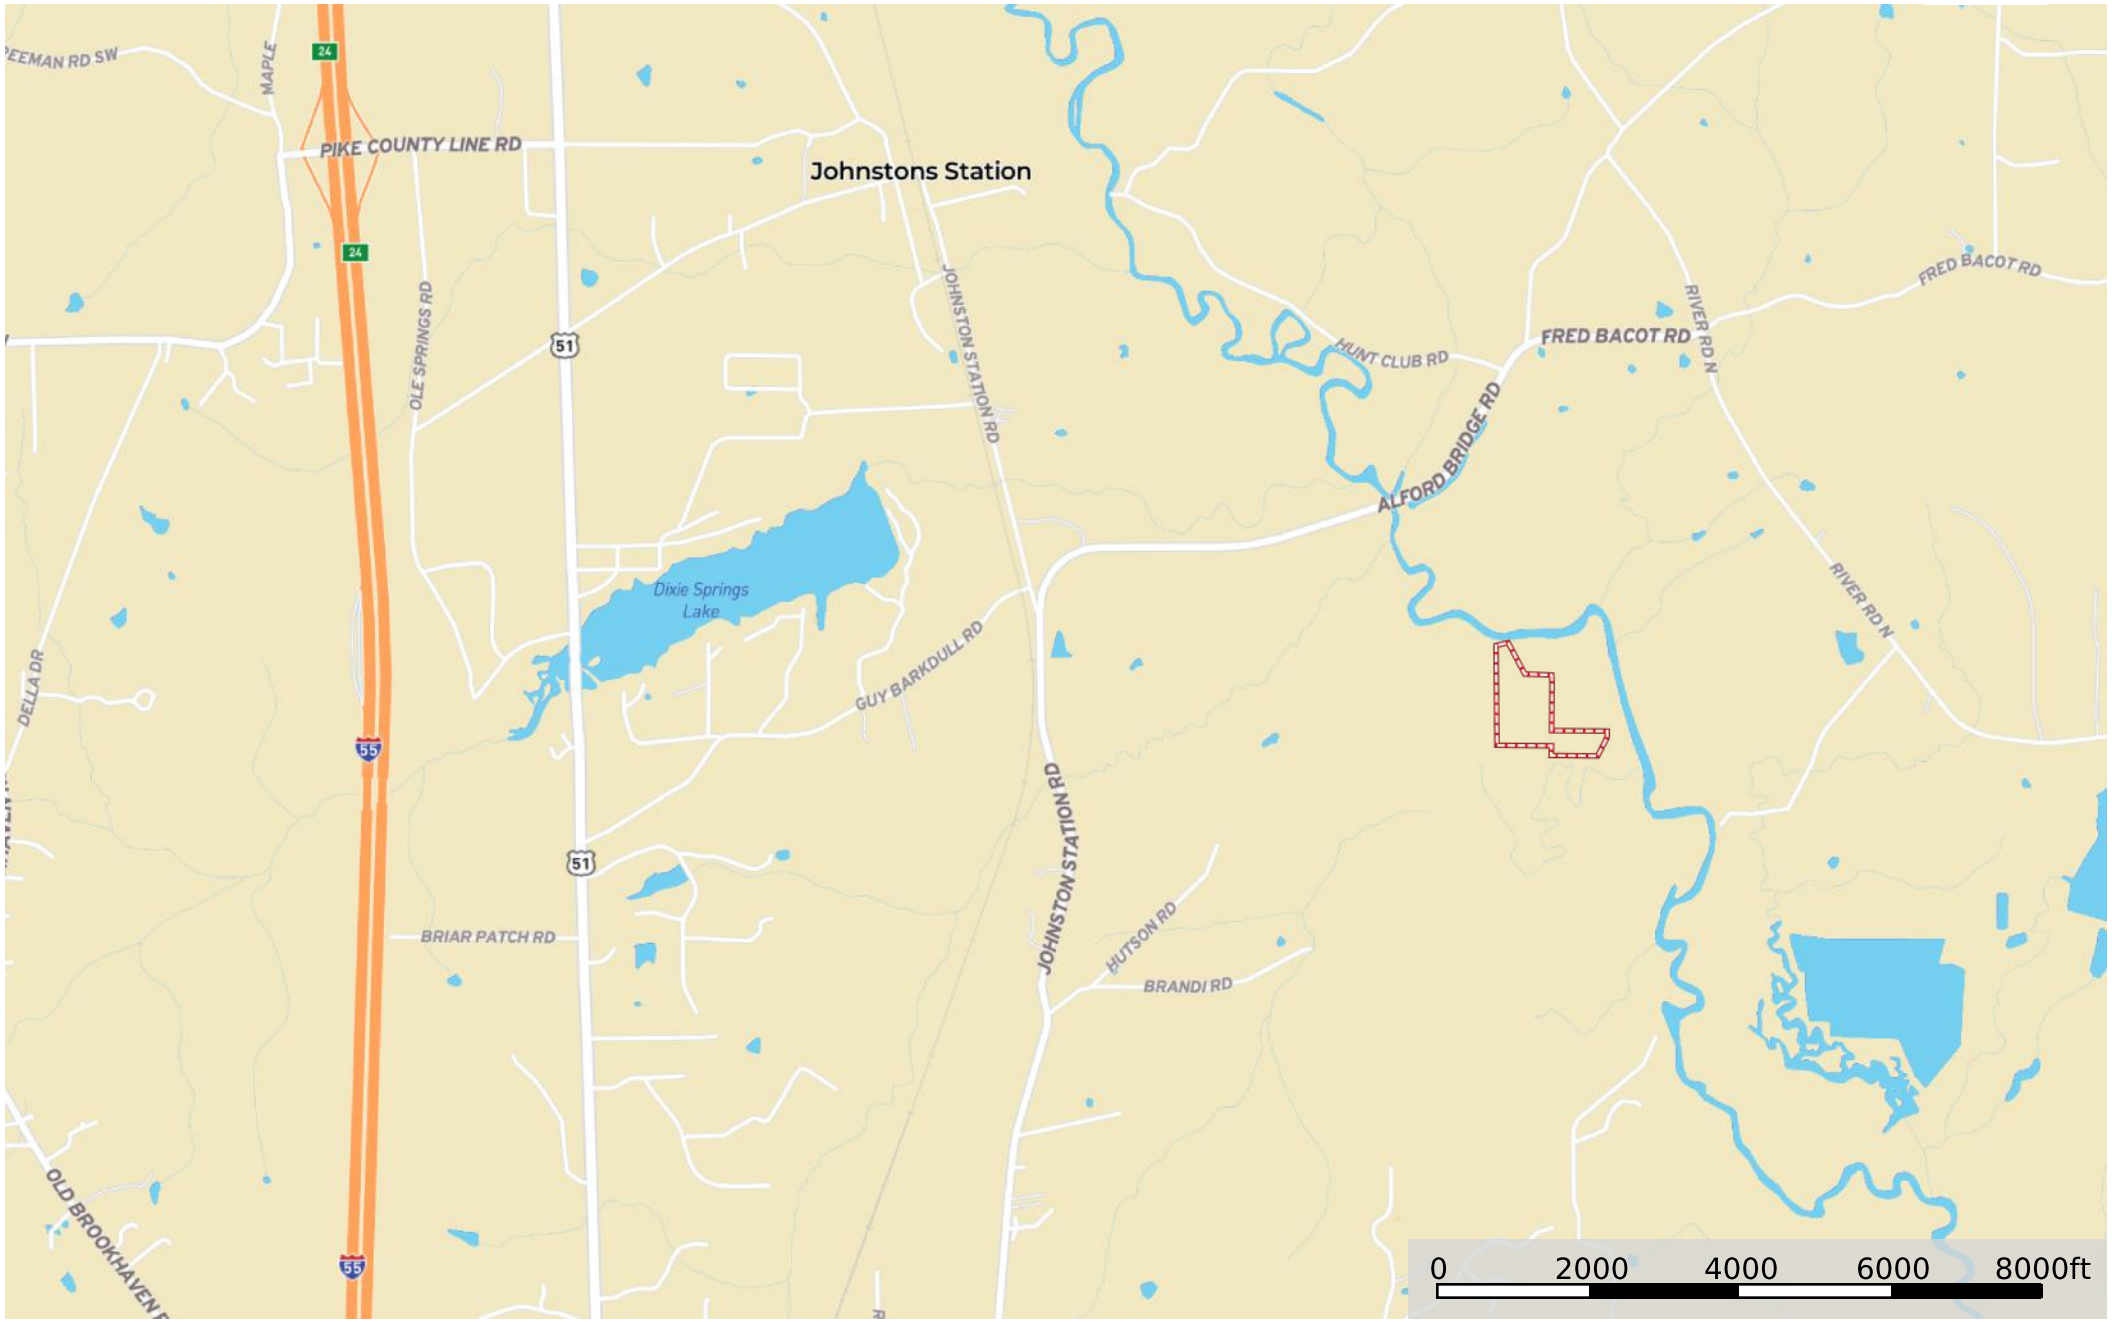 24
MAPLE
REEMAN RD SW
PIKE COUNTY LINE RD
Johnstons Station
24
FRED BACOT RD
OLE SPRINGS RD
JOHNSTON STATION RD
RIVER RD N
51
HUNT CLUB RD
FRED BACOT RD
ALFORD BRIDGE RD
Dixie Springs
Lake
RIVER RD N
GUY BARKDULL RD
DELLA DR
55
JOHNSTON STATION RD
51
HUTSON RD
BRIAR PATCH RD
BRANDI RD
OLD BROOKHAVEN R
55
0 2000 4000 6000 8000ft